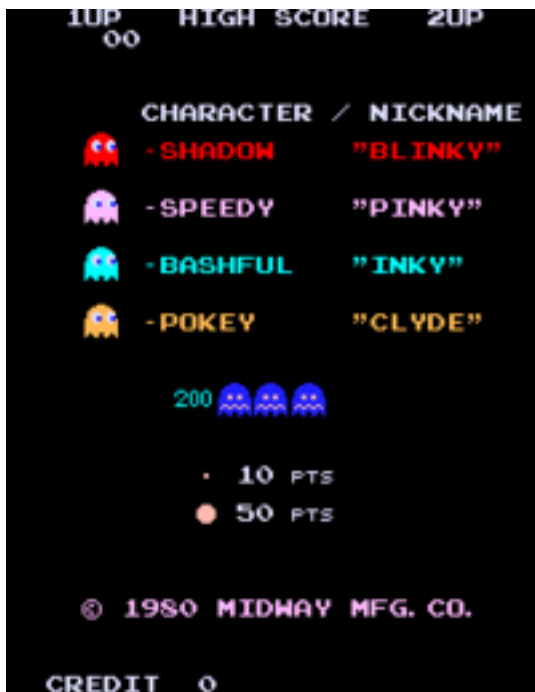 1UP HIGH SCORE 2UP
00
CHARACTER / NICKNAME
-SHADOW "BLINKY"
-SPEEDY "PINKY"
-BASHFUL "INKY"
-POKEY "CLYDE"
200
10 PTS
50 PTS
© 1980 MIDWAY MFG. CO.
CREDIT 0